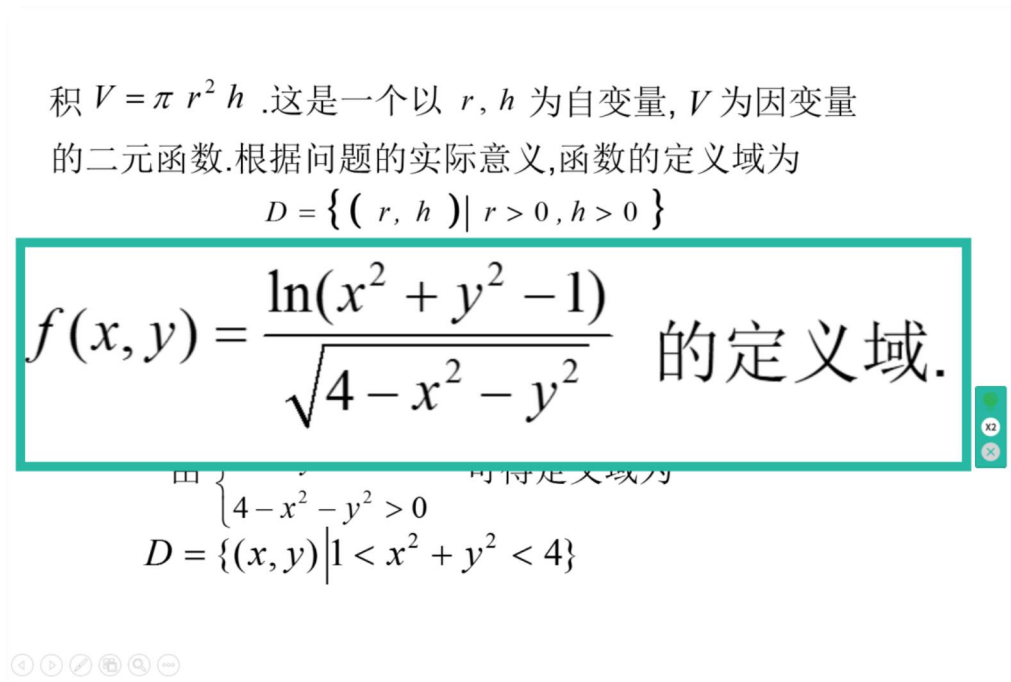 积 V = π r² h .这是一个以 r, h 为自变量, V 为因变量
的二元函数.根据问题的实际意义,函数的定义域为
D = {( r, h )| r > 0 , h > 0 }
f(x, y) = ln(x² + y² − 1) / √(4 − x² − y²) 的定义域.
X2
4 − x² − y² > 0
D = {(x, y)|1 < x² + y² < 4}